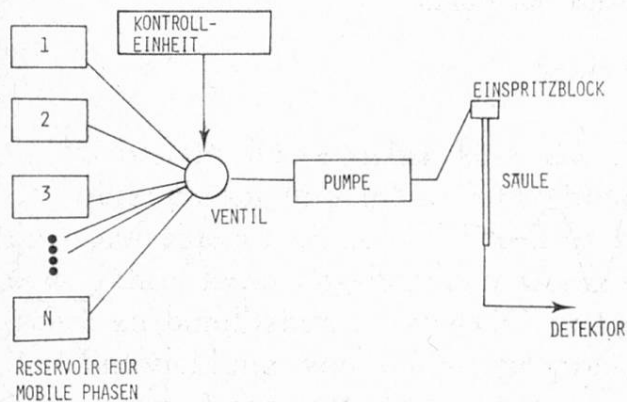 1
2
3
N
RESERVOIR FÜR
MOBILE PHASEN
KONTROLL-
EINHEIT
VENTIL
PUMPE
EINSPRITZBLOCK
SÄULE
DETEKTOR